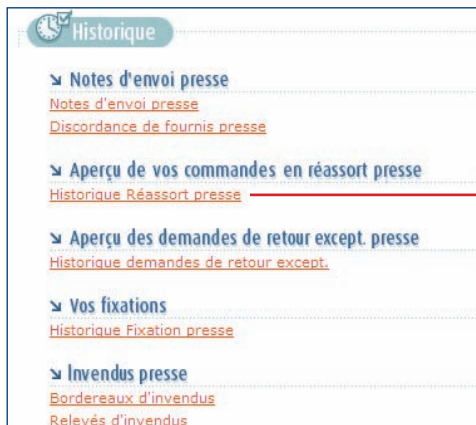 Historique
Notes d'envoi presse
Notes d'envoi presse
Discordance de fournis presse
Aperçu de vos commandes en réassort presse
Historique Réassort presse
Aperçu des demandes de retour except. presse
Historique demandes de retour except.
Vos fixations
Historique Fixation presse
Invendus presse
Bordereaux d'invendus
Relevés d'invendus